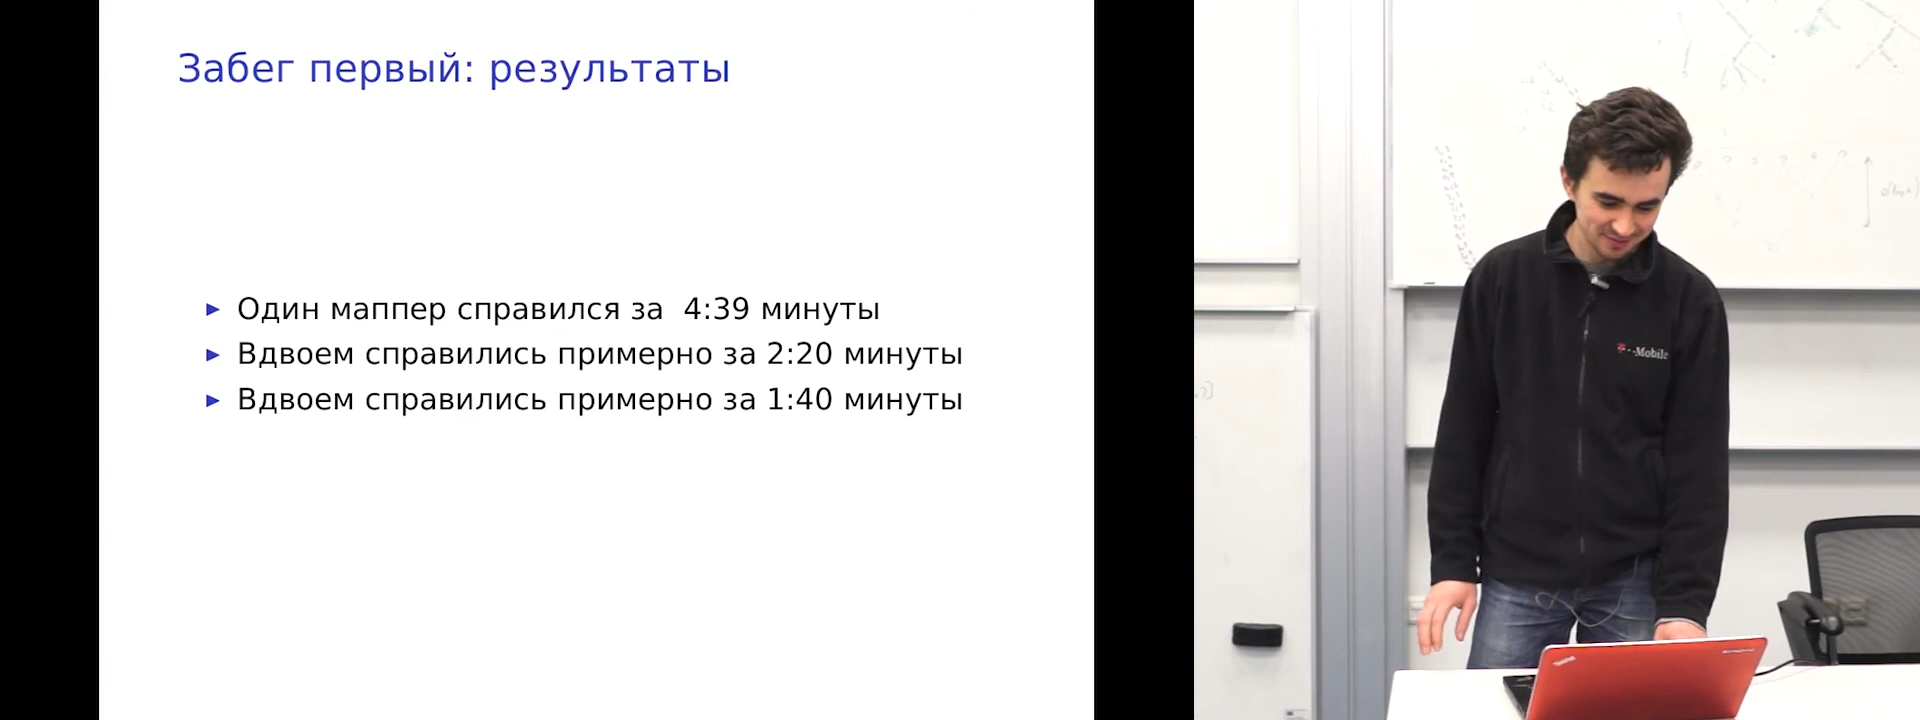 Забег первый: результаты
Один маппер справился за 4:39 минуты
Вдвоем справились примерно за 2:20 минуты
Вдвоем справились примерно за 1:40 минуты
T··Mobile